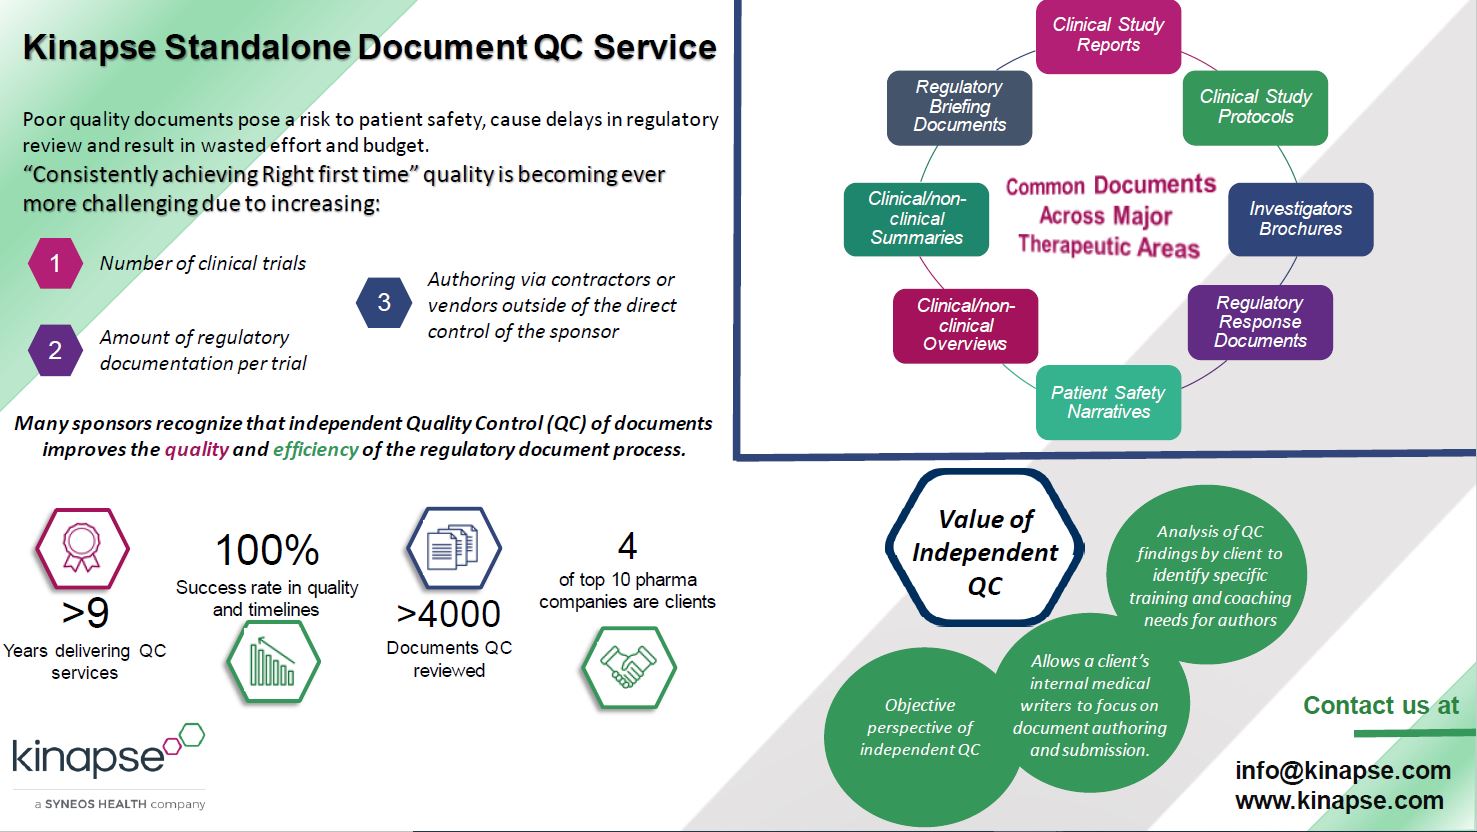 Kinapse Standalone Document QC Service
Poor quality documents pose a risk to patient safety, cause delays in regulatory
review and result in wasted effort and budget.
“Consistently achieving Right first time” quality is becoming ever
more challenging due to increasing:
1
Number of clinical trials
2
Amount of regulatory
documentation per trial
3
Authoring via contractors or
vendors outside of the direct
control of the sponsor
Many sponsors recognize that independent Quality Control (QC) of documents
improves the quality and efficiency of the regulatory document process.
>9
Years delivering QC
services
100%
Success rate in quality
and timelines
>4000
Documents QC
reviewed
4
of top 10 pharma
companies are clients
kinapse
a SYNEOS HEALTH company
Common Documents
Across Major
Therapeutic Areas
Clinical Study
Reports
Clinical Study
Protocols
Investigators
Brochures
Regulatory
Response
Documents
Patient Safety
Narratives
Clinical/non-
clinical
Overviews
Clinical/non-
clinical
Summaries
Regulatory
Briefing
Documents
Value of
Independent
QC
Objective
perspective of
independent QC
Allows a client’s
internal medical
writers to focus on
document authoring
and submission.
Analysis of QC
findings by client to
identify specific
training and coaching
needs for authors
Contact us at
info@kinapse.com
www.kinapse.com